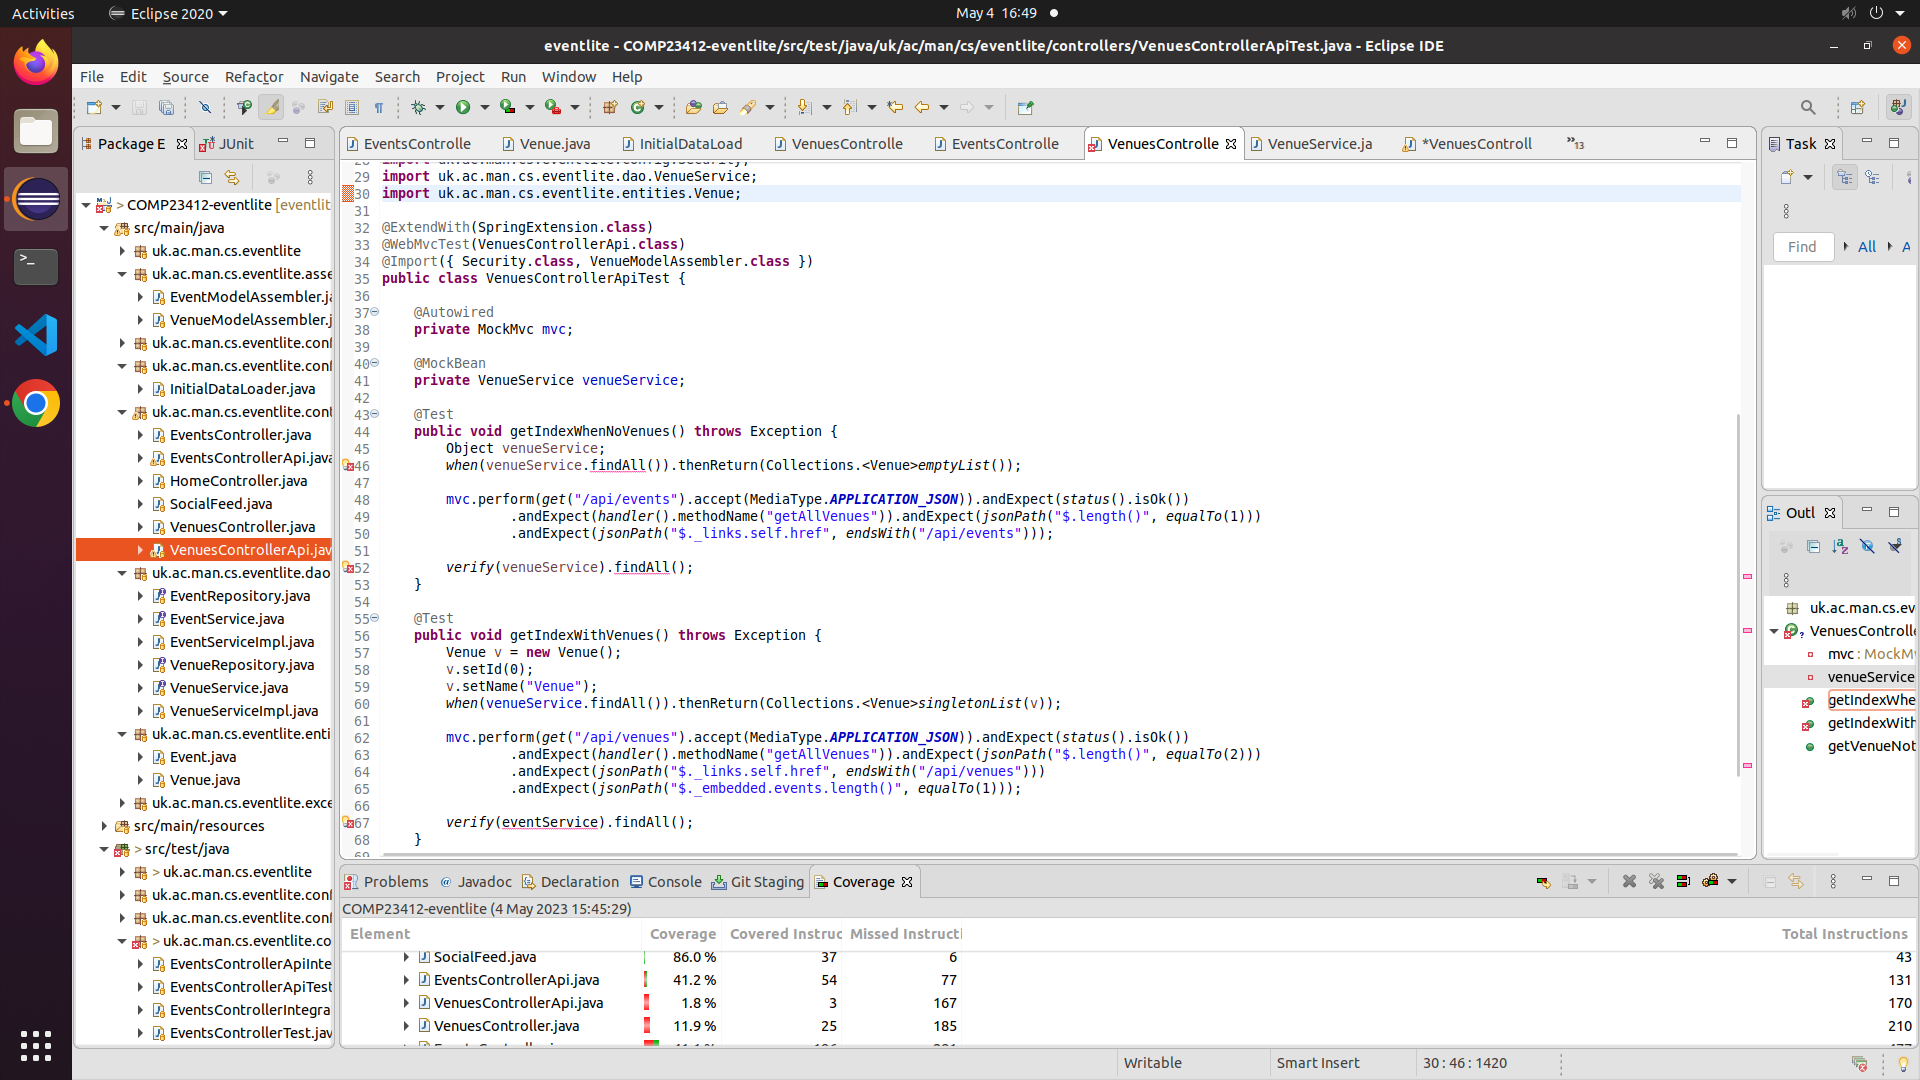 Activities
Eclipse 2020
May 4 16:49
eventlite - COMP23412-eventlite/src/test/java/uk/ac/man/cs/eventlite/controllers/VenuesControllerApiTest.java - Eclipse IDE
File Edit Source Refactor Navigate Search Project Run Window Help
Package E
JUnit
> COMP23412-eventlite [eventlit
src/main/java
uk.ac.man.cs.eventlite
uk.ac.man.cs.eventlite.asse
EventModelAssembler.ja
VenueModelAssembler.j
uk.ac.man.cs.eventlite.conf
uk.ac.man.cs.eventlite.conf
InitialDataLoader.java
uk.ac.man.cs.eventlite.cont
EventsController.java
EventsControllerApi.java
HomeController.java
SocialFeed.java
VenuesController.java
VenuesControllerApi.jav
uk.ac.man.cs.eventlite.dao
EventRepository.java
EventService.java
EventServiceImpl.java
VenueRepository.java
VenueService.java
VenueServiceImpl.java
uk.ac.man.cs.eventlite.enti
Event.java
Venue.java
uk.ac.man.cs.eventlite.exce
src/main/resources
> src/test/java
> uk.ac.man.cs.eventlite
uk.ac.man.cs.eventlite.conf
uk.ac.man.cs.eventlite.conf
> uk.ac.man.cs.eventlite.co
EventsControllerApiInte
EventsControllerApiTest
EventsControllerIntegra
EventsControllerTest.jav
EventsControlle
Venue.java
InitialDataLoad
VenuesControlle
EventsControlle
VenuesControlle
VenueService.ja
*VenuesControll
»13
28 import uk.ac.man.cs.eventlite.config.Security;
29 import uk.ac.man.cs.eventlite.dao.VenueService;
30 import uk.ac.man.cs.eventlite.entities.Venue;
31
32 @ExtendWith(SpringExtension.class)
33 @WebMvcTest(VenuesControllerApi.class)
34 @Import({ Security.class, VenueModelAssembler.class })
35 public class VenuesControllerApiTest {
36
37 @Autowired
38 private MockMvc mvc;
39
40 @MockBean
41 private VenueService venueService;
42
43 @Test
44 public void getIndexWhenNoVenues() throws Exception {
45 Object venueService;
46 when(venueService.findAll()).thenReturn(Collections.<Venue>emptyList());
47
48 mvc.perform(get("/api/events").accept(MediaType.APPLICATION_JSON)).andExpect(status().isOk())
49 .andExpect(handler().methodName("getAllVenues")).andExpect(jsonPath("$.length()", equalTo(1)))
50 .andExpect(jsonPath("$._links.self.href", endsWith("/api/events")));
51
52 verify(venueService).findAll();
53 }
54
55 @Test
56 public void getIndexWithVenues() throws Exception {
57 Venue v = new Venue();
58 v.setId(0);
59 v.setName("Venue");
60 when(venueService.findAll()).thenReturn(Collections.<Venue>singletonList(v));
61
62 mvc.perform(get("/api/venues").accept(MediaType.APPLICATION_JSON)).andExpect(status().isOk())
63 .andExpect(handler().methodName("getAllVenues")).andExpect(jsonPath("$.length()", equalTo(2)))
64 .andExpect(jsonPath("$._links.self.href", endsWith("/api/venues")))
65 .andExpect(jsonPath("$._embedded.events.length()", equalTo(1)));
66
67 verify(eventService).findAll();
68 }
69
Task
Find
All
A
Outl
uk.ac.man.cs.ev
VenuesControlle
mvc : MockMv
venueService
getIndexWhe
getIndexWith
getVenueNot
Problems
Javadoc
Declaration
Console
Git Staging
Coverage
COMP23412-eventlite (4 May 2023 15:45:29)
Element Coverage Covered Instruc Missed Instructi Total Instructions
SocialFeed.java 86.0 % 37 6 43
EventsControllerApi.java 41.2 % 54 77 131
VenuesControllerApi.java 1.8 % 3 167 170
VenuesController.java 11.9 % 25 185 210
Writable
Smart Insert
30 : 46 : 1420